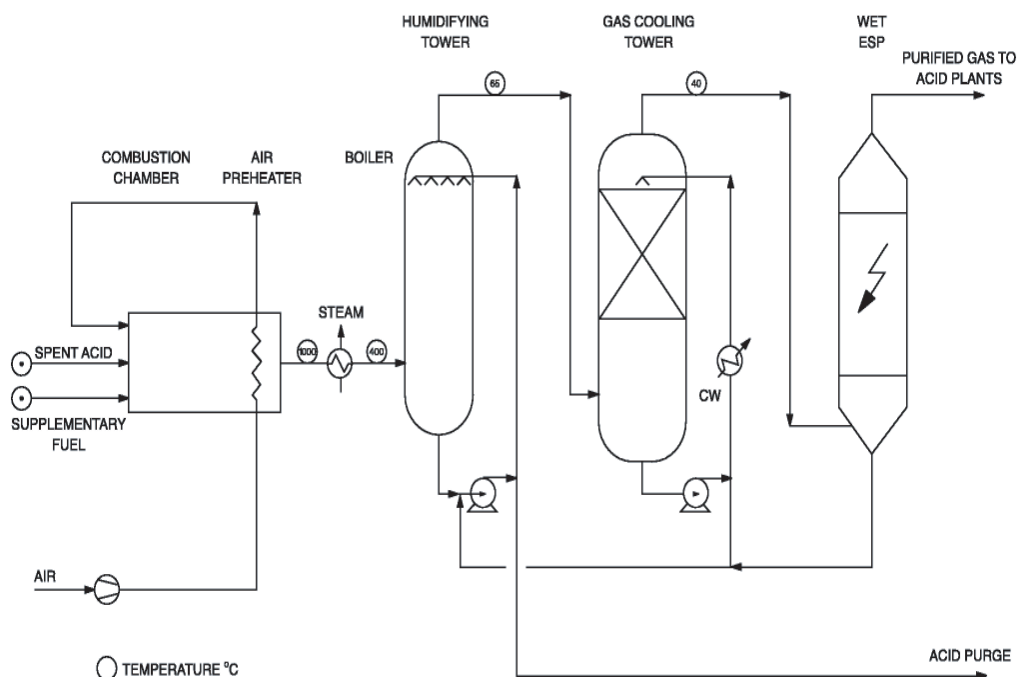 HUMIDIFYING
TOWER
GAS COOLING
TOWER
WET
ESP
PURIFIED GAS TO
ACID PLANTS
65
40
COMBUSTION
CHAMBER
AIR
PREHEATER
BOILER
STEAM
1000
400
SPENT ACID
SUPPLEMENTARY
FUEL
CW
AIR
ACID PURGE
TEMPERATURE ºC